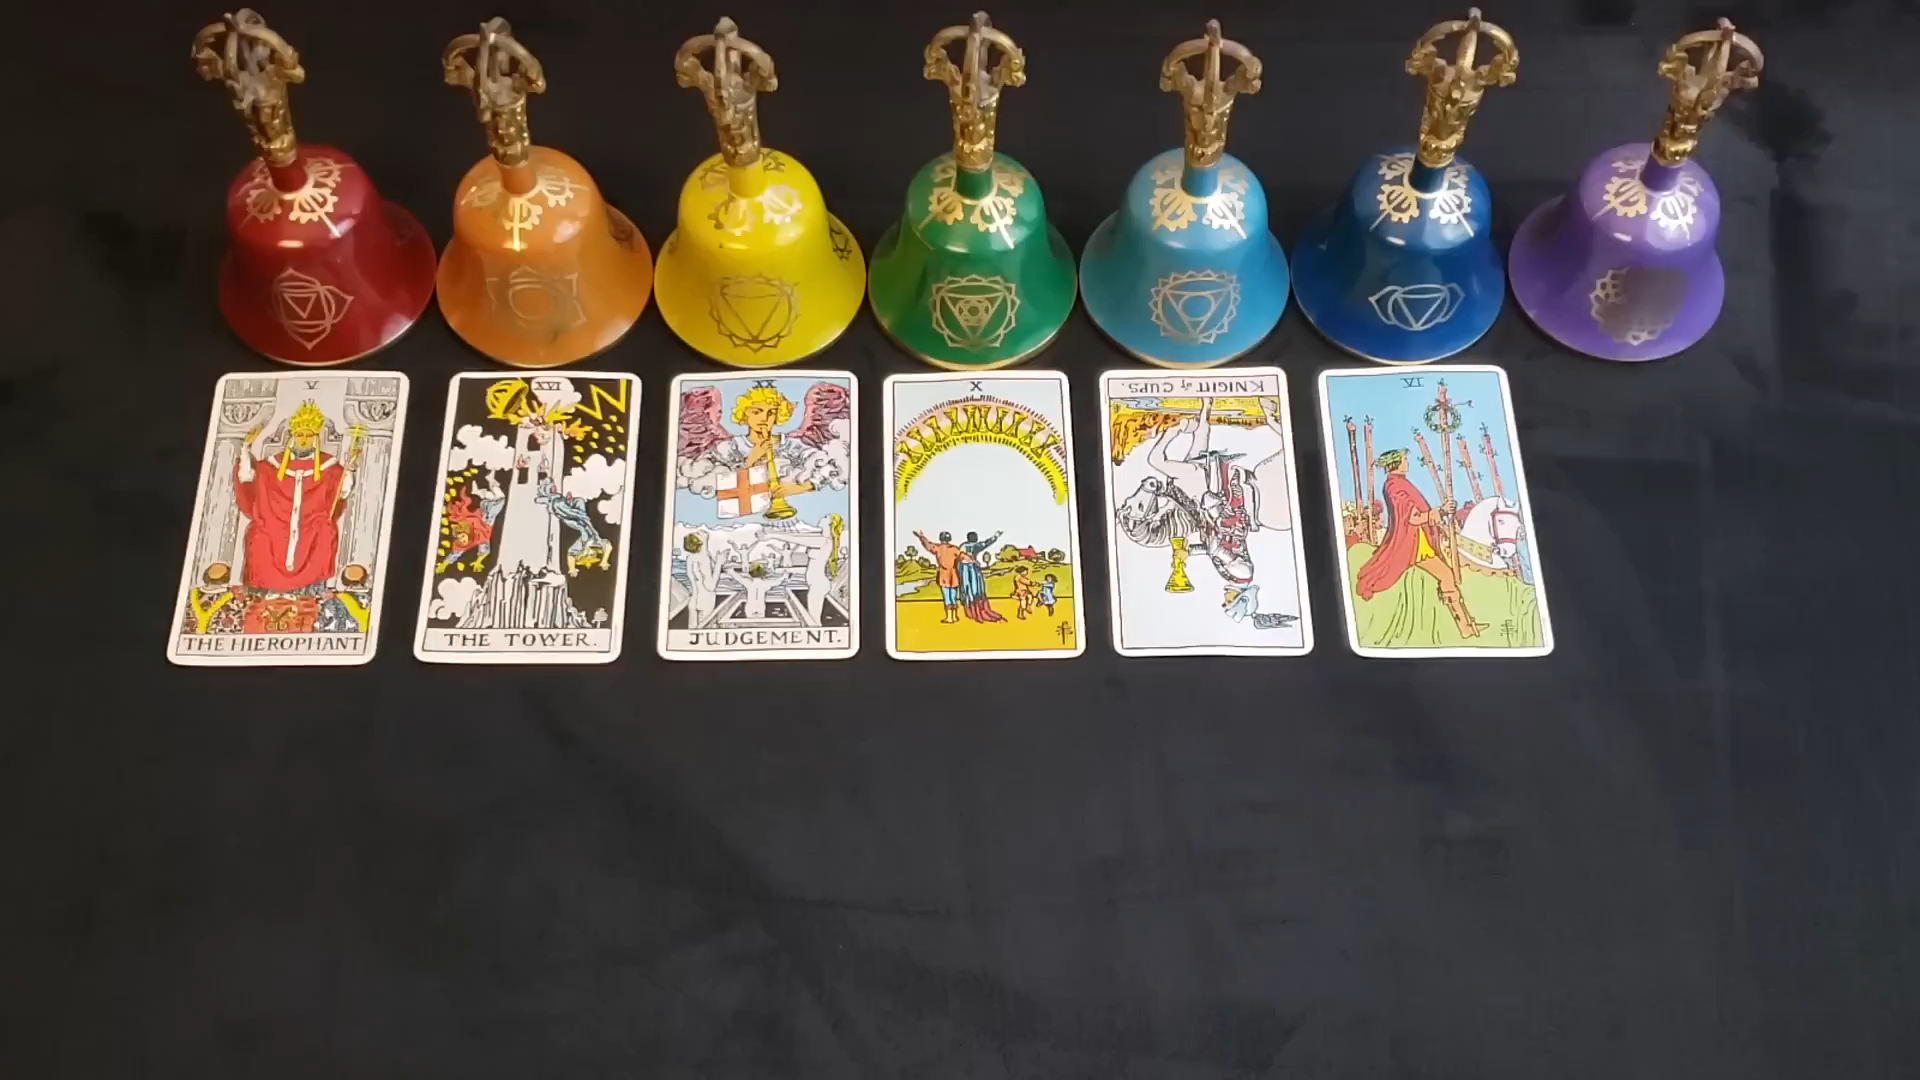 V
THE HIEROPHANT
XVI
THE TOWER.
XX
JUDGEMENT.
X
KNIGHT of CUPS.
VI